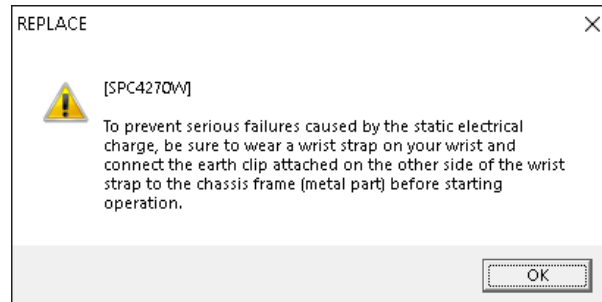 REPLACE
[SPC4270W]
To prevent serious failures caused by the static electrical
charge, be sure to wear a wrist strap on your wrist and
connect the earth clip attached on the other side of the wrist
strap to the chassis frame (metal part) before starting
operation.
OK